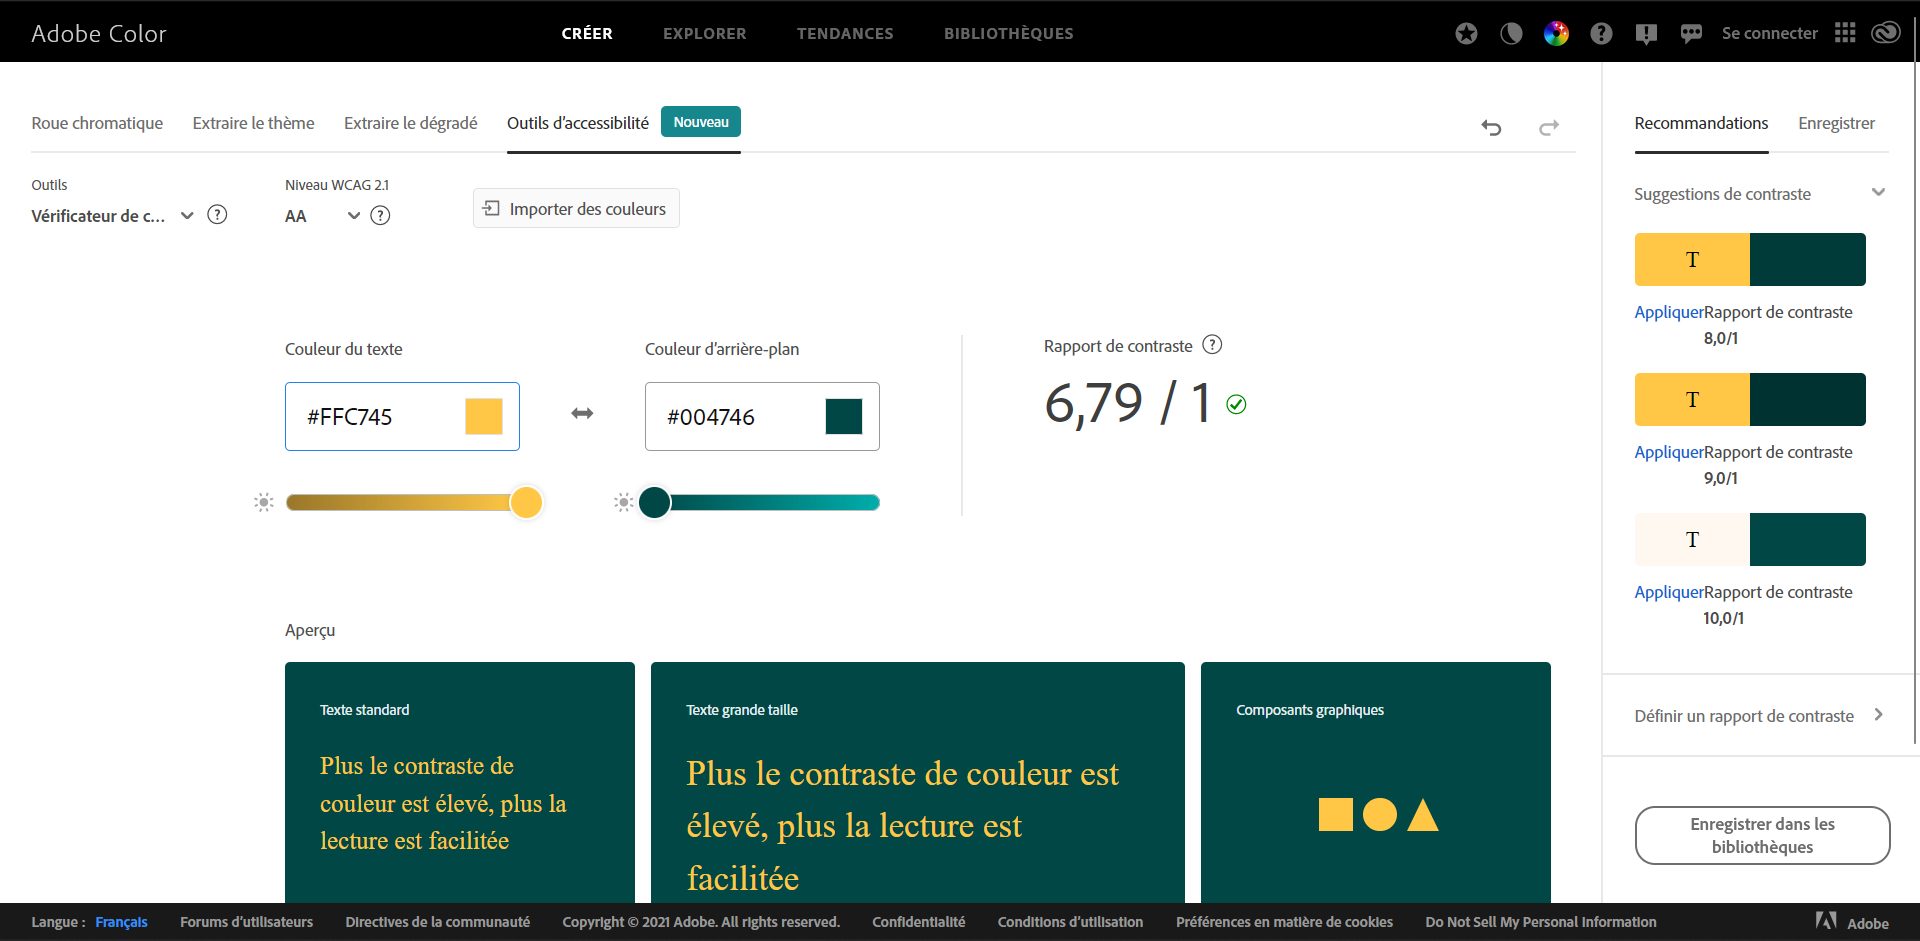 Adobe Color
CRÉER
EXPLORER
TENDANCES
BIBLIOTHÈQUES
Se connecter
Roue chromatique
Extraire le thème
Extraire le dégradé
Outils d'accessibilité
Nouveau
Recommandations
Enregistrer
Outils
Vérificateur de c...
Niveau WCAG 2.1
AA
Importer des couleurs
Suggestions de contraste
T
Appliquer Rapport de contraste
8,0/1
T
Appliquer Rapport de contraste
9,0/1
T
Appliquer Rapport de contraste
10,0/1
Couleur du texte
#FFC745
Couleur d'arrière-plan
#004746
Rapport de contraste
6,79 / 1
Définir un rapport de contraste
Enregistrer dans les
bibliothèques
Aperçu
Texte standard
Plus le contraste de
couleur est élevé, plus la
lecture est facilitée
Texte grande taille
Plus le contraste de couleur est
élevé, plus la lecture est
facilitée
Composants graphiques
Langue : Français
Forums d'utilisateurs
Directives de la communauté
Copyright © 2021 Adobe. All rights reserved.
Confidentialité
Conditions d'utilisation
Préférences en matière de cookies
Do Not Sell My Personal Information
Adobe